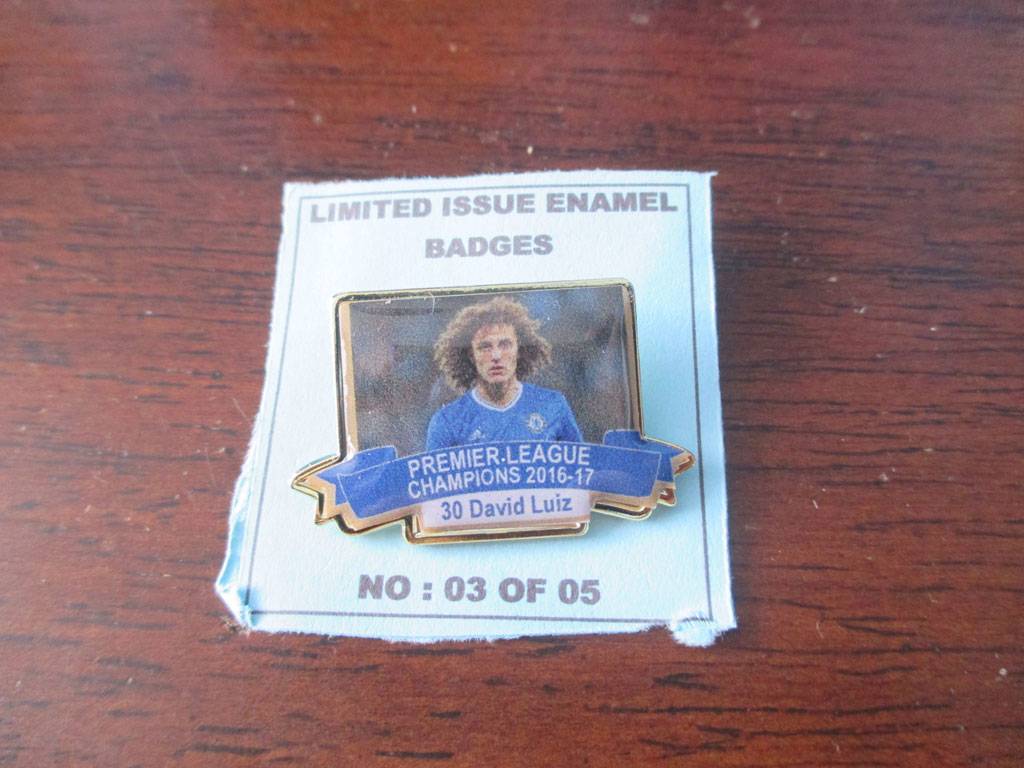 LIMITED ISSUE ENAMEL
BADGES
PREMIER.LEAGUE
CHAMPIONS 2016-17
30 David Luiz
NO : 03 OF 05